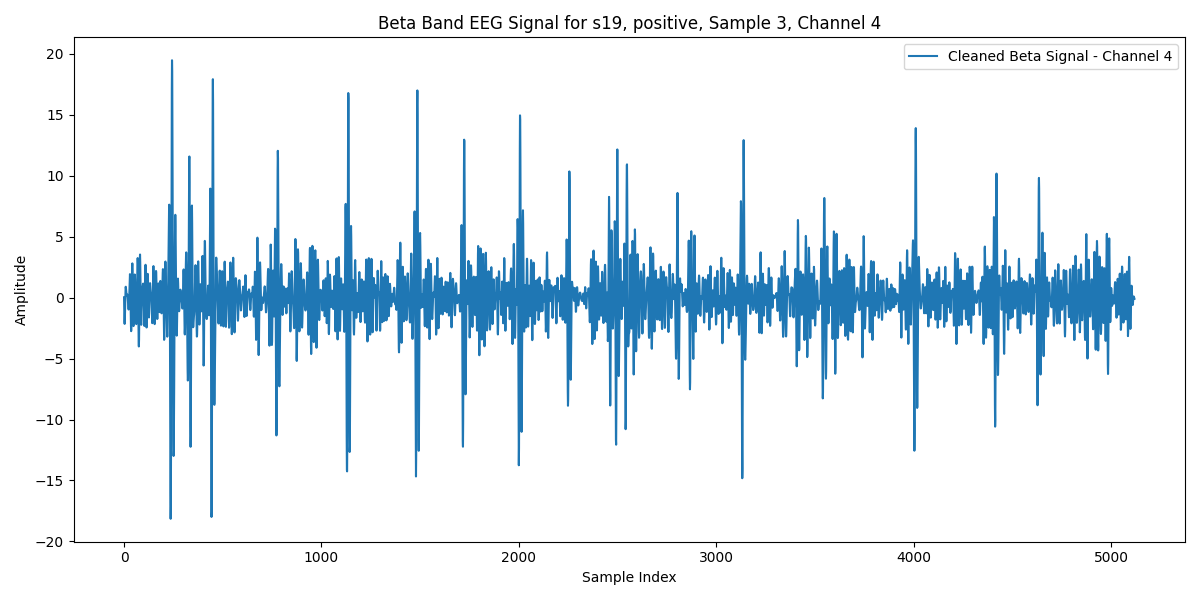 Beta Band EEG Signal for s19, positive, Sample 3, Channel 4
Cleaned Beta Signal - Channel 4
Amplitude
20
15
10
5
0
−5
−10
−15
−20
0 1000 2000 3000 4000 5000
Sample Index